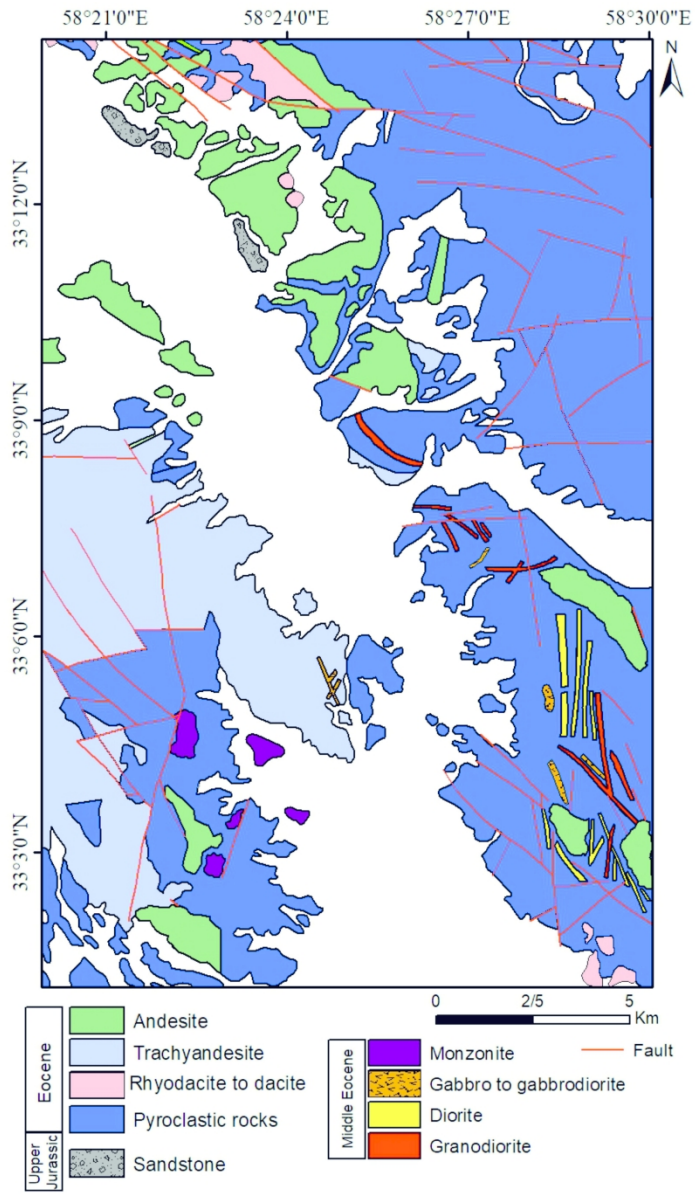 58°21'0"E 58°24'0"E 58°27'0"E 58°30'0"E
N
33°12'0"N
33°9'0"N
33°6'0"N
33°3'0"N
0 2/5 5
Km
Eocene
Andesite
Trachyandesite
Rhyodacite to dacite
Pyroclastic rocks
Upper
Jurassic
Sandstone
Middle Eocene
Monzonite
Gabbro to gabbrodiorite
Diorite
Granodiorite
Fault